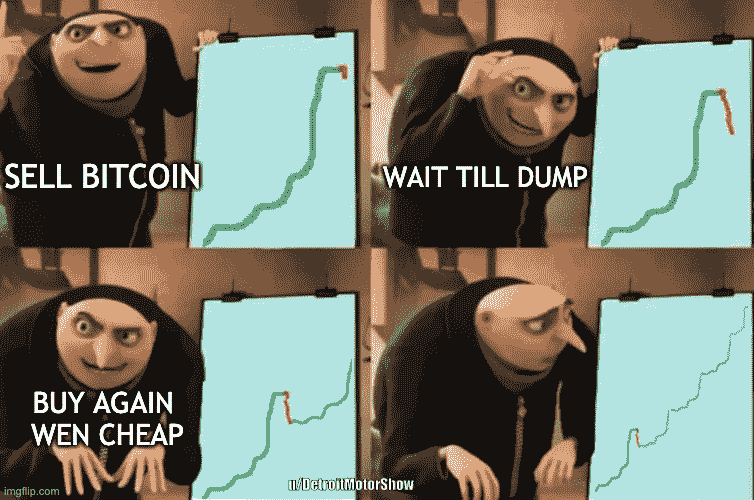 SELL BITCOIN
WAIT TILL DUMP
BUY AGAIN
WEN CHEAP
u/DetroitMotorShow
imgflip.com